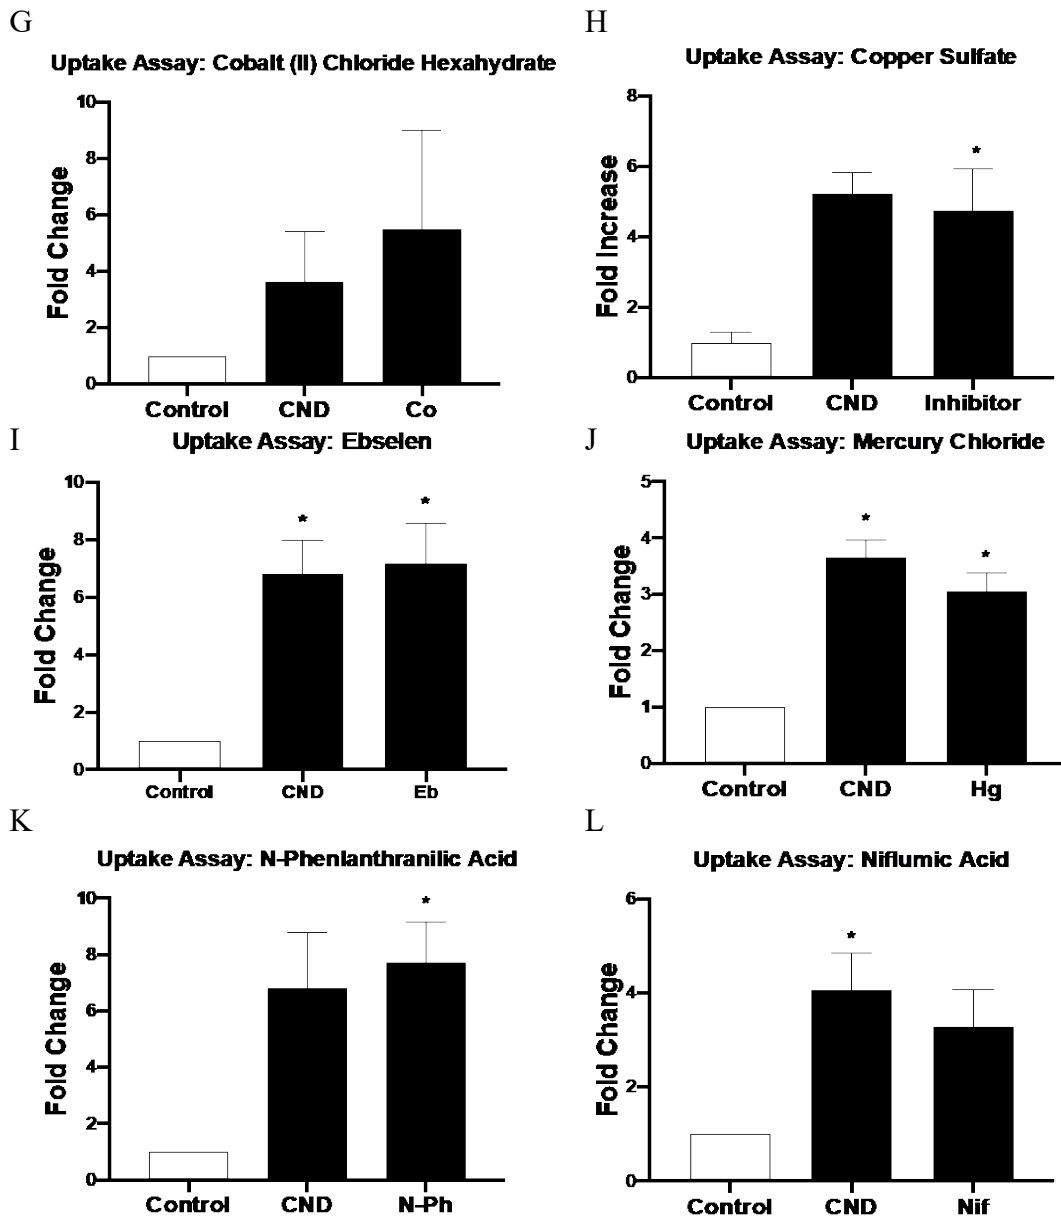 G
Uptake Assay: Cobalt (II) Chloride Hexahydrate
Fold Change
10
8
6
4
2
0
Control CND Co
H
Uptake Assay: Copper Sulfate
Fold Increase
8
6
4
2
0
*
Control CND Inhibitor
I
Uptake Assay: Ebselen
Fold Change
10
8
6
4
2
0
* *
Control CND Eb
J
Uptake Assay: Mercury Chloride
Fold Change
5
4
3
2
1
0
* *
Control CND Hg
K
Uptake Assay: N-Phenlanthranilic Acid
Fold Change
10
8
6
4
2
0
*
Control CND N-Ph
L
Uptake Assay: Niflumic Acid
Fold Change
6
4
2
0
*
Control CND Nif